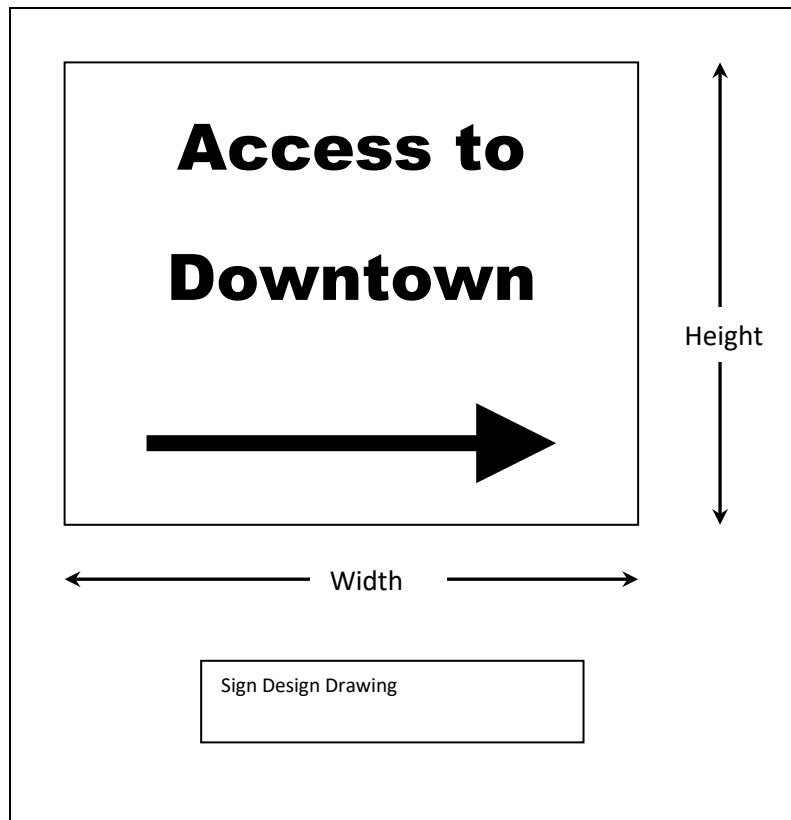 Access to
Downtown
Height
Width
Sign Design Drawing